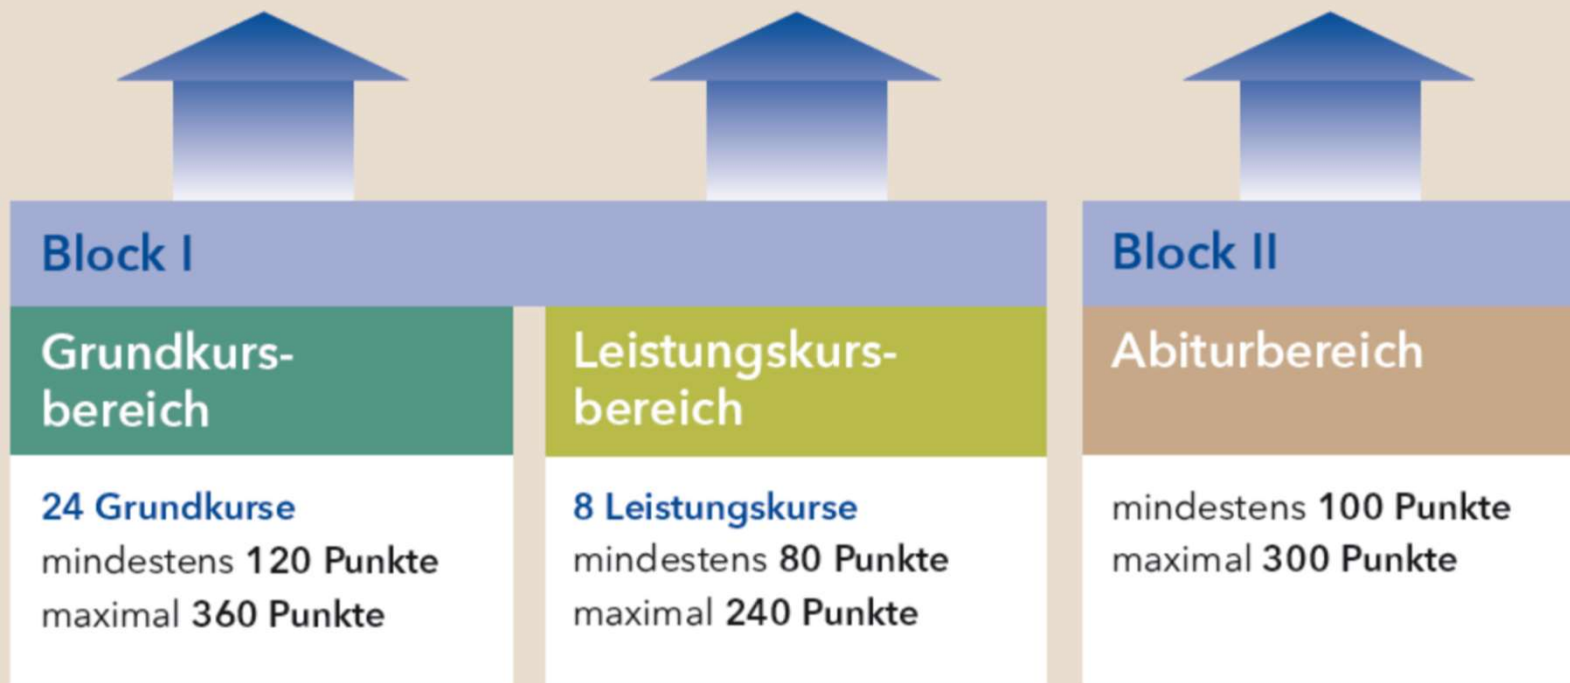 Block I
Grundkurs-
bereich
24 Grundkurse
mindestens 120 Punkte
maximal 360 Punkte
Leistungskurs-
bereich
8 Leistungskurse
mindestens 80 Punkte
maximal 240 Punkte
Block II
Abiturbereich
mindestens 100 Punkte
maximal 300 Punkte